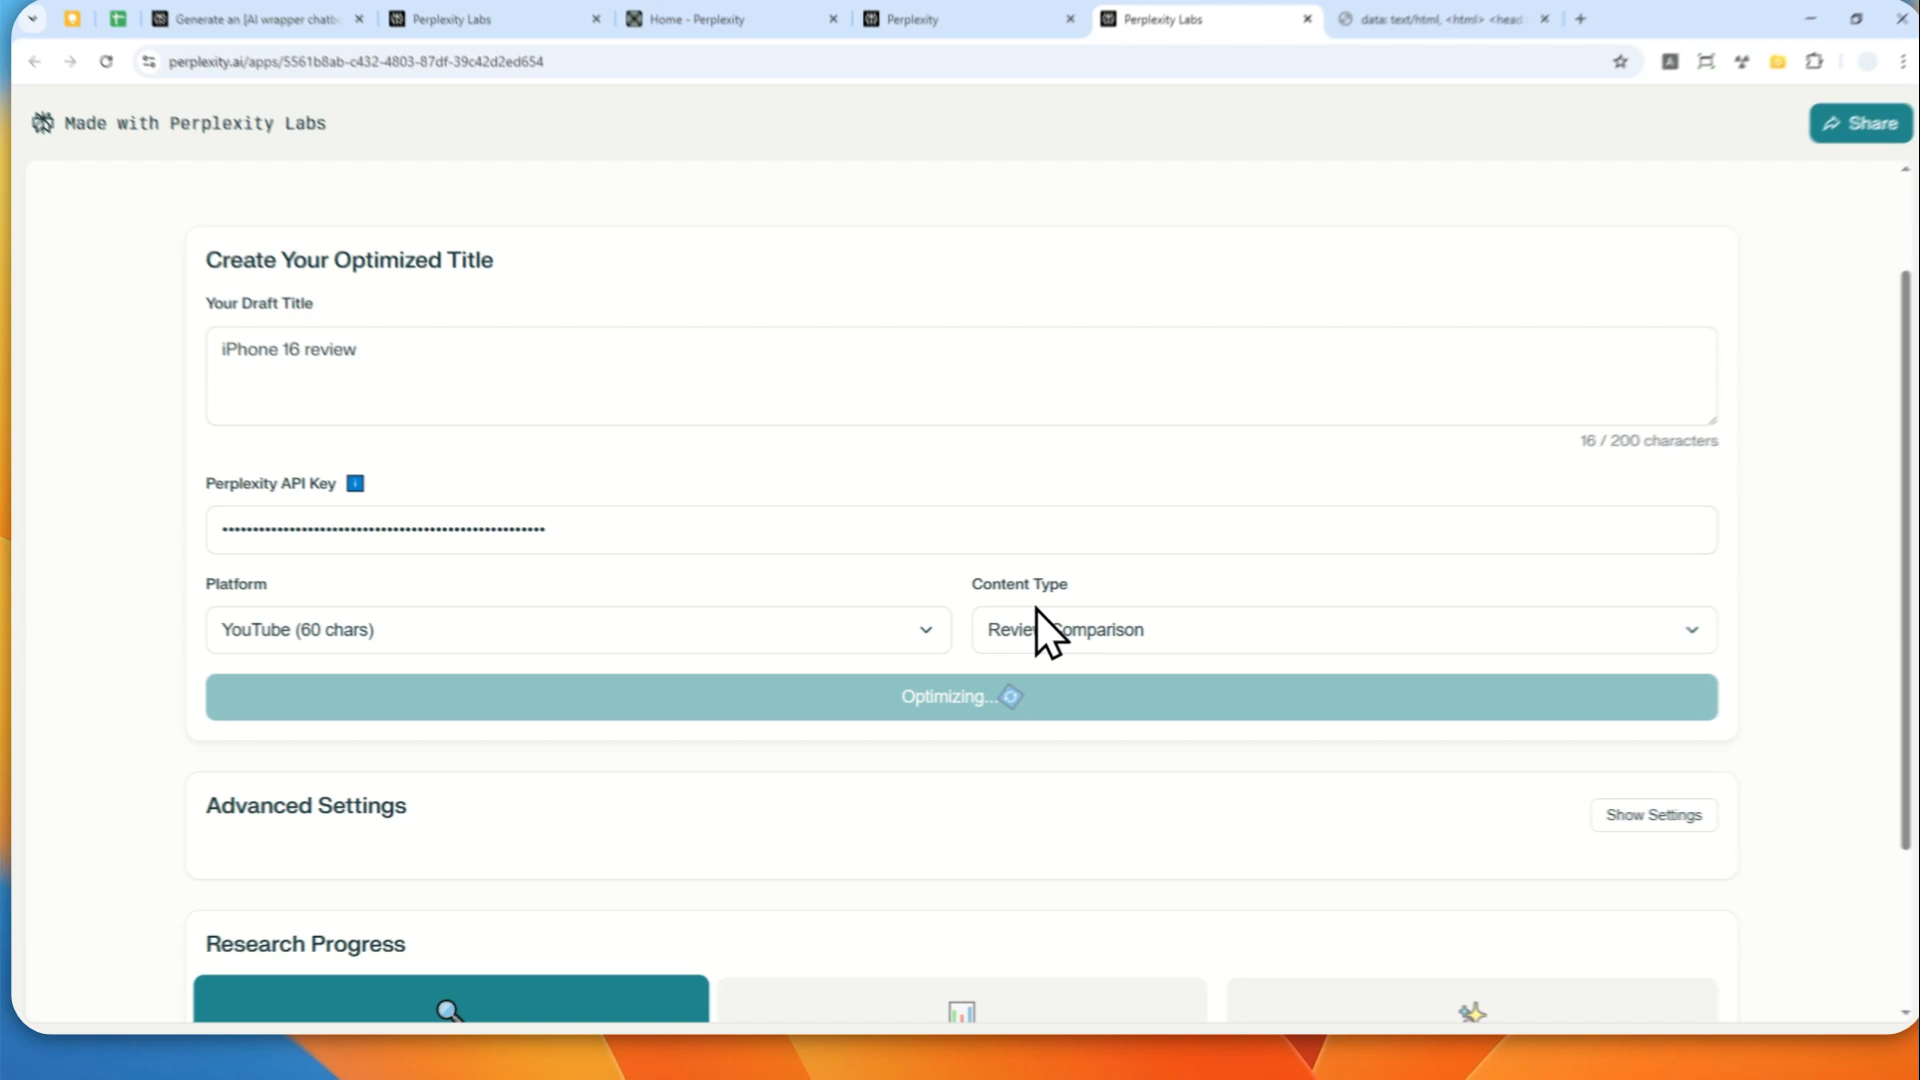 Generate an [AI wrapper chatbc
Perplexity Labs
Home - Perplexity
Perplexity
Perplexity Labs
data: text/html, <html> <head
perplexity.ai/apps/5561b8ab-c432-4803-87df-39c42d2ed654
Made with Perplexity Labs
Share
Create Your Optimized Title
Your Draft Title
iPhone 16 review
16 / 200 characters
Perplexity API Key
Platform
Content Type
YouTube (60 chars)
Comparison
Optimizing...
Advanced Settings
Show Settings
Research Progress